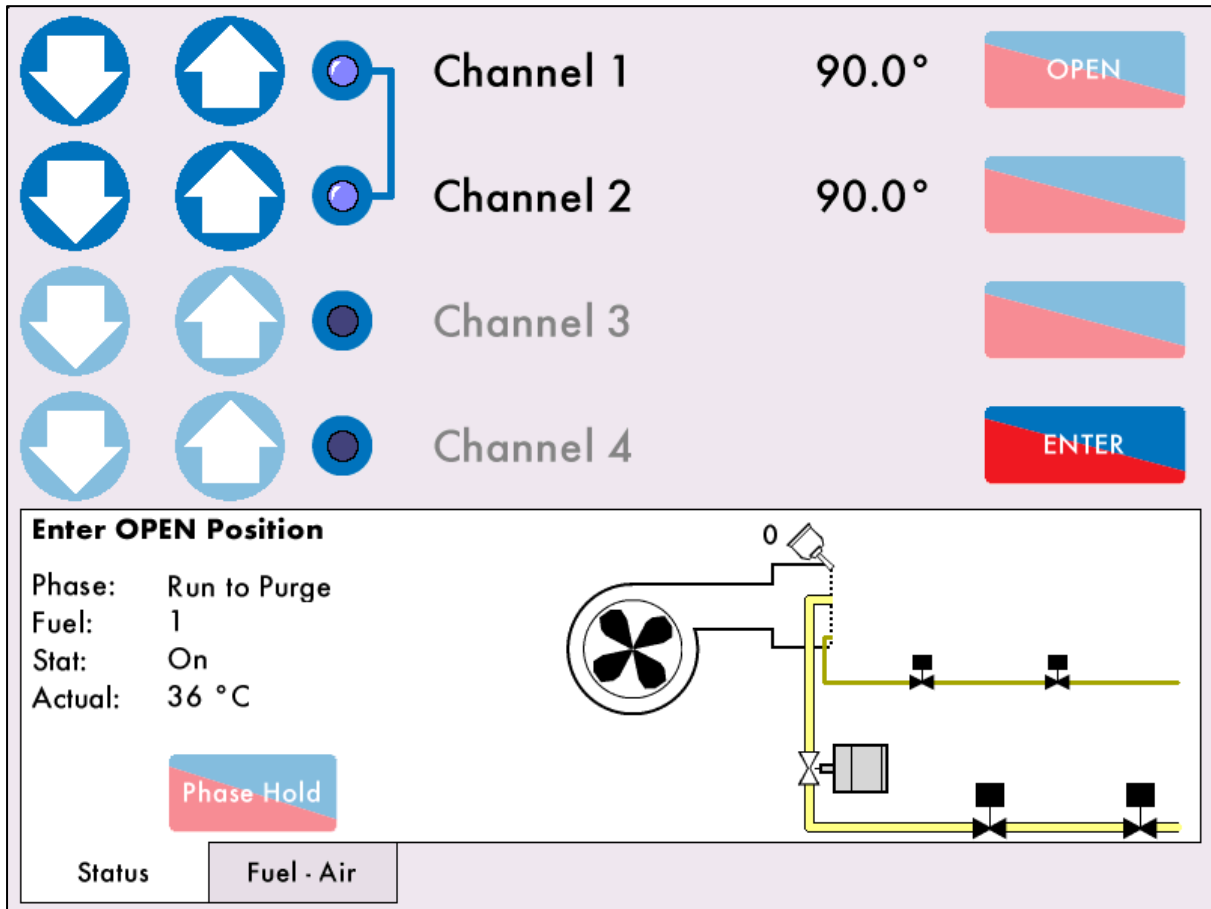 Channel 1 90.0° OPEN
Channel 2 90.0°
Channel 3
Channel 4 ENTER
Enter OPEN Position
0
Phase: Run to Purge
Fuel: 1
Stat: On
Actual: 36 °C
Phase Hold
Status Fuel - Air